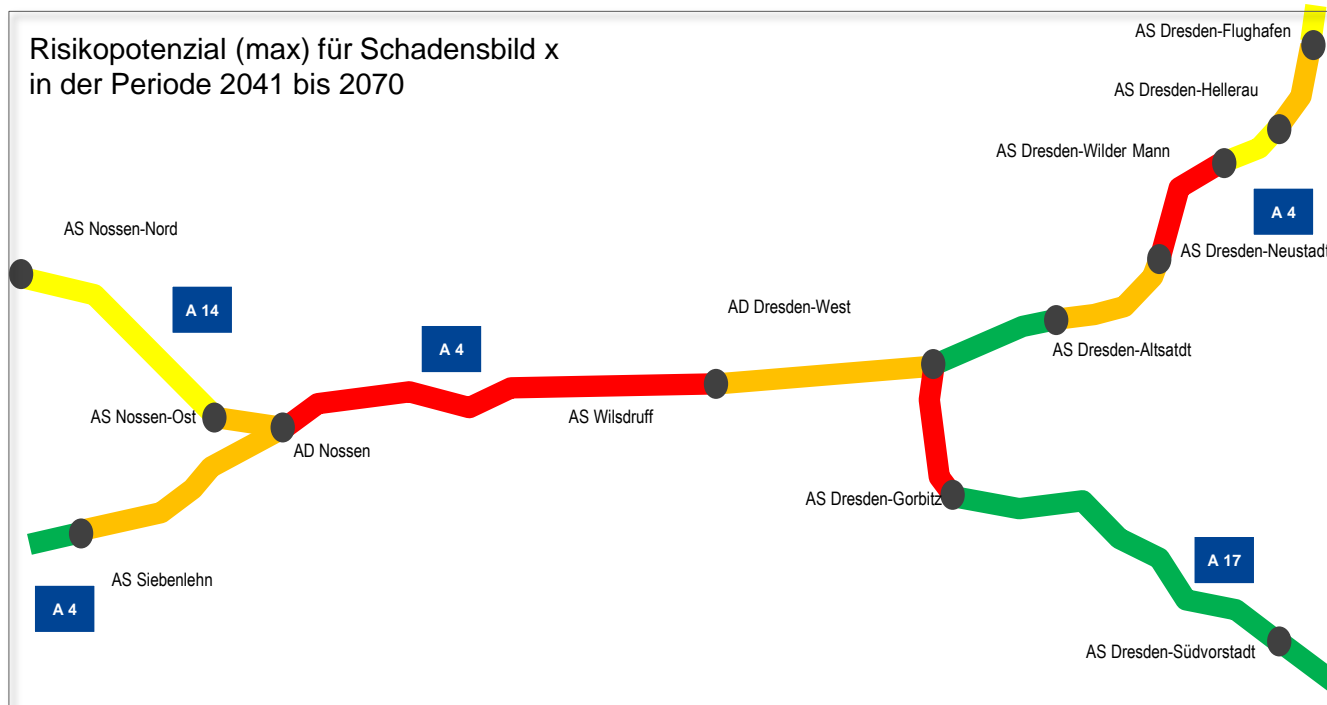 Risikopotenzial (max) für Schadensbild x
in der Periode 2041 bis 2070
AS Dresden-Flughafen
AS Dresden-Hellerau
AS Dresden-Wilder Mann
A 4
AS Nossen-Nord
AS Dresden-Neustadt
A 14
AD Dresden-West
A 4
AS Dresden-Altsatdt
AS Nossen-Ost
AS Wilsdruff
AD Nossen
AS Dresden-Gorbitz
A 17
AS Siebenlehn
A 4
AS Dresden-Südvorstadt